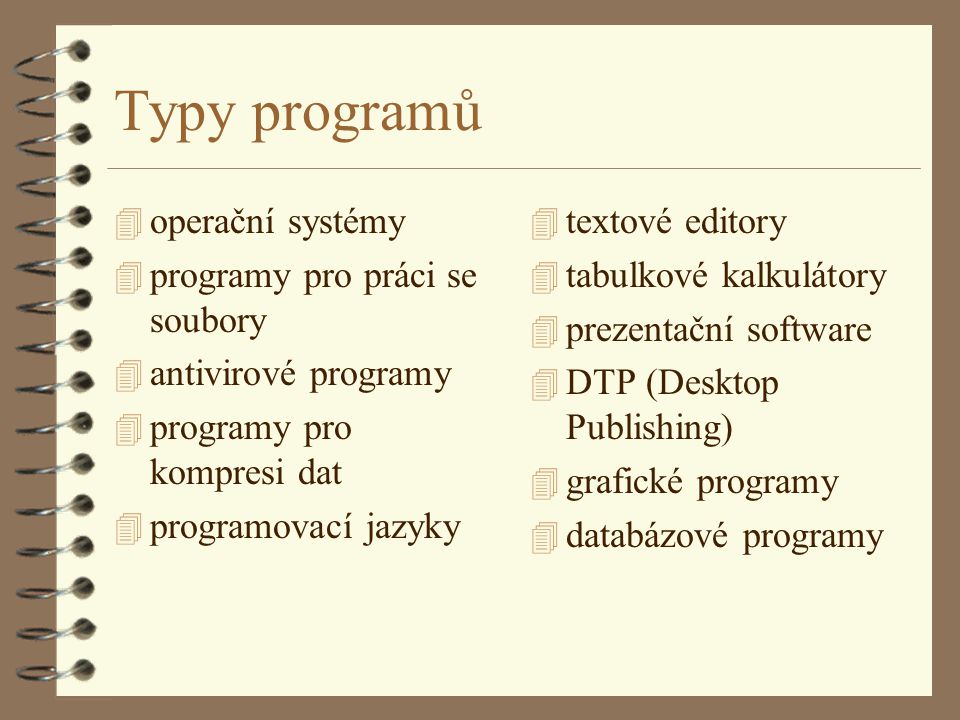 Typy programů
operační systémy
programy pro práci se
soubory
antivirové programy
programy pro
kompresi dat
programovací jazyky
textové editory
tabulkové kalkulátory
prezentační software
DTP (Desktop
Publishing)
grafické programy
databázové programy